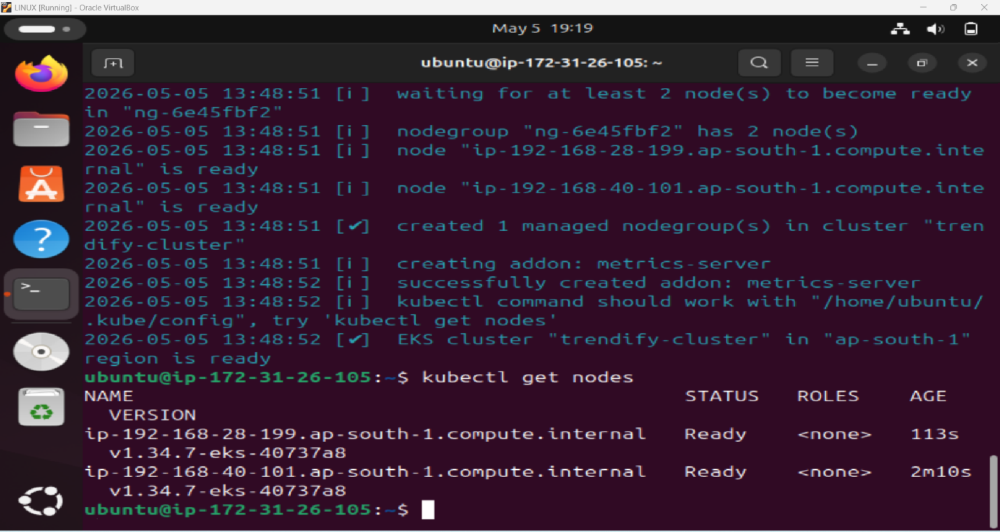 LINUX [Running] - Oracle VirtualBox
May 5 19:19
ubuntu@ip-172-31-26-105: ~
2026-05-05 13:48:51 [i]  waiting for at least 2 node(s) to become ready
in "ng-6e45fbf2"
2026-05-05 13:48:51 [i]  nodegroup "ng-6e45fbf2" has 2 node(s)
2026-05-05 13:48:51 [i]  node "ip-192-168-28-199.ap-south-1.compute.inte
rnal" is ready
2026-05-05 13:48:51 [i]  node "ip-192-168-40-101.ap-south-1.compute.inte
rnal" is ready
2026-05-05 13:48:51 [✔]  created 1 managed nodegroup(s) in cluster "tren
dify-cluster"
2026-05-05 13:48:51 [i]  creating addon: metrics-server
2026-05-05 13:48:52 [i]  successfully created addon: metrics-server
2026-05-05 13:48:52 [i]  kubectl command should work with "/home/ubuntu/
.kube/config", try 'kubectl get nodes'
2026-05-05 13:48:52 [✔]  EKS cluster "trendify-cluster" in "ap-south-1"
region is ready
ubuntu@ip-172-31-26-105:~$ kubectl get nodes
NAME STATUS ROLES AGE
VERSION
ip-192-168-28-199.ap-south-1.compute.internal Ready <none> 113s
v1.34.7-eks-40737a8
ip-192-168-40-101.ap-south-1.compute.internal Ready <none> 2m10s
v1.34.7-eks-40737a8
ubuntu@ip-172-31-26-105:~$